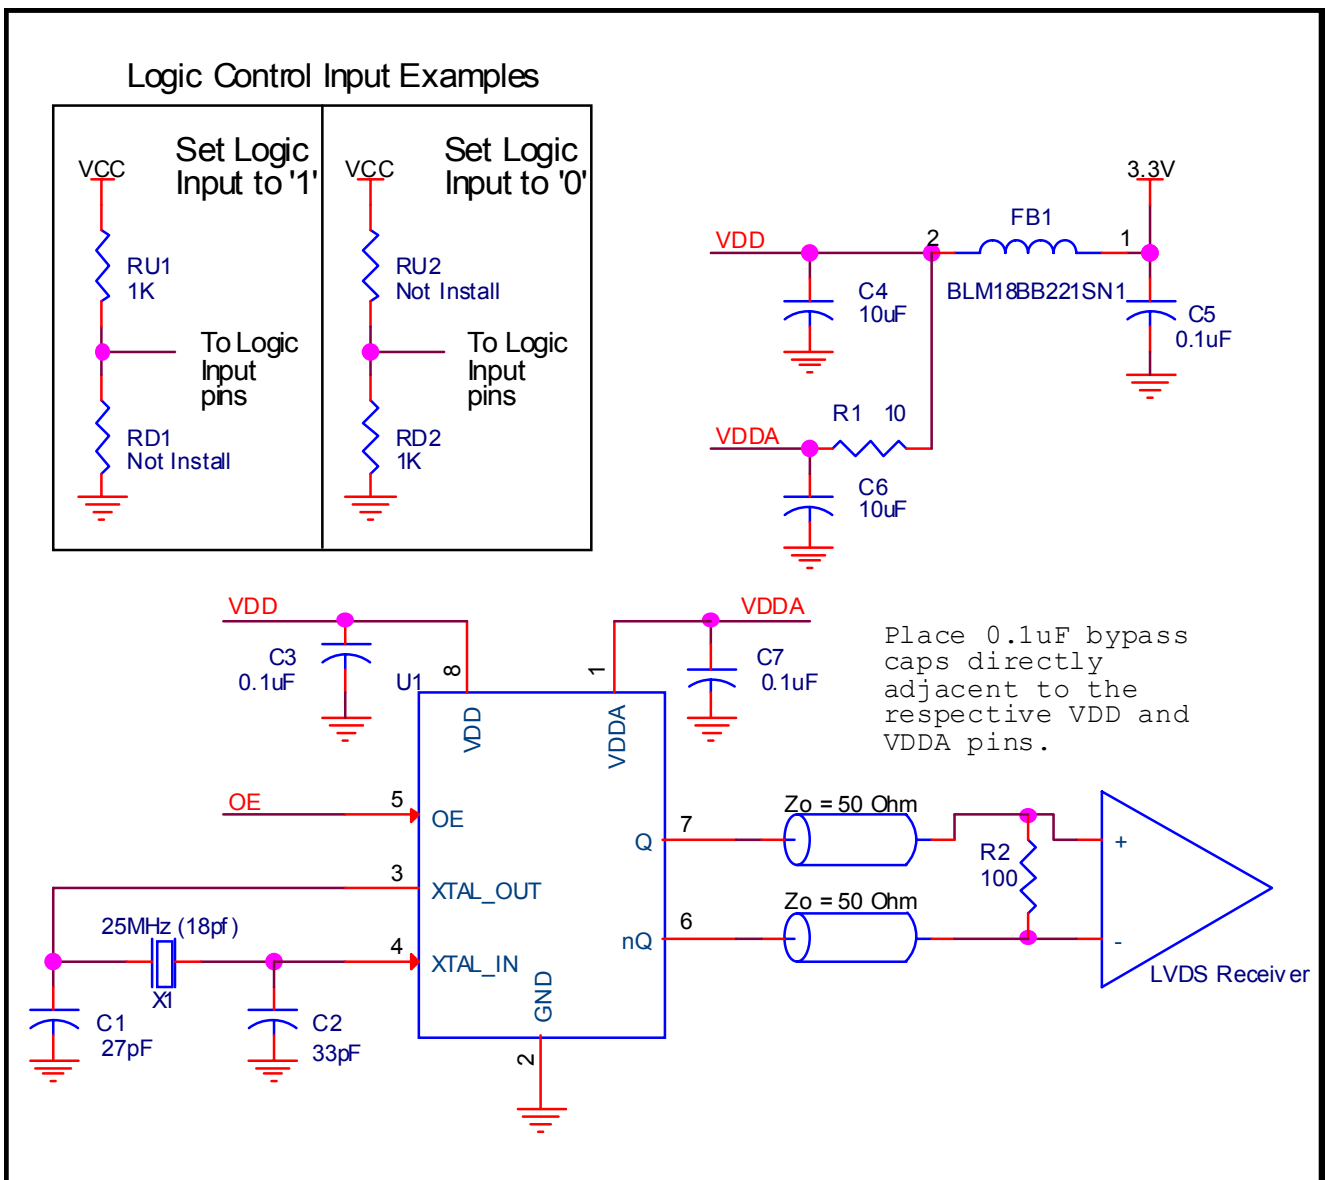 Logic Control Input Examples
Set Logic
Input to '1'
VCC
RU1
1K
To Logic
Input
pins
RD1
Not Install
Set Logic
Input to '0'
VCC
RU2
Not Install
To Logic
Input
pins
RD2
1K
3.3V
VDD
2
FB1
1
BLM18BB221SN1
C4
10uF
C5
0.1uF
VDDA
R1 10
C6
10uF
VDD
C3
0.1uF
VDDA
C7
0.1uF
Place 0.1uF bypass
caps directly
adjacent to the
respective VDD and
VDDA pins.
U1
8
1
VDD
VDDA
OE
5
OE
3
XTAL_OUT
4
XTAL_IN
25MHz (18pf)
X1
C1
27pF
C2
33pF
GND
2
Q
7
nQ
6
Zo = 50 Ohm
Zo = 50 Ohm
R2
100
+
-
LVDS Receiver